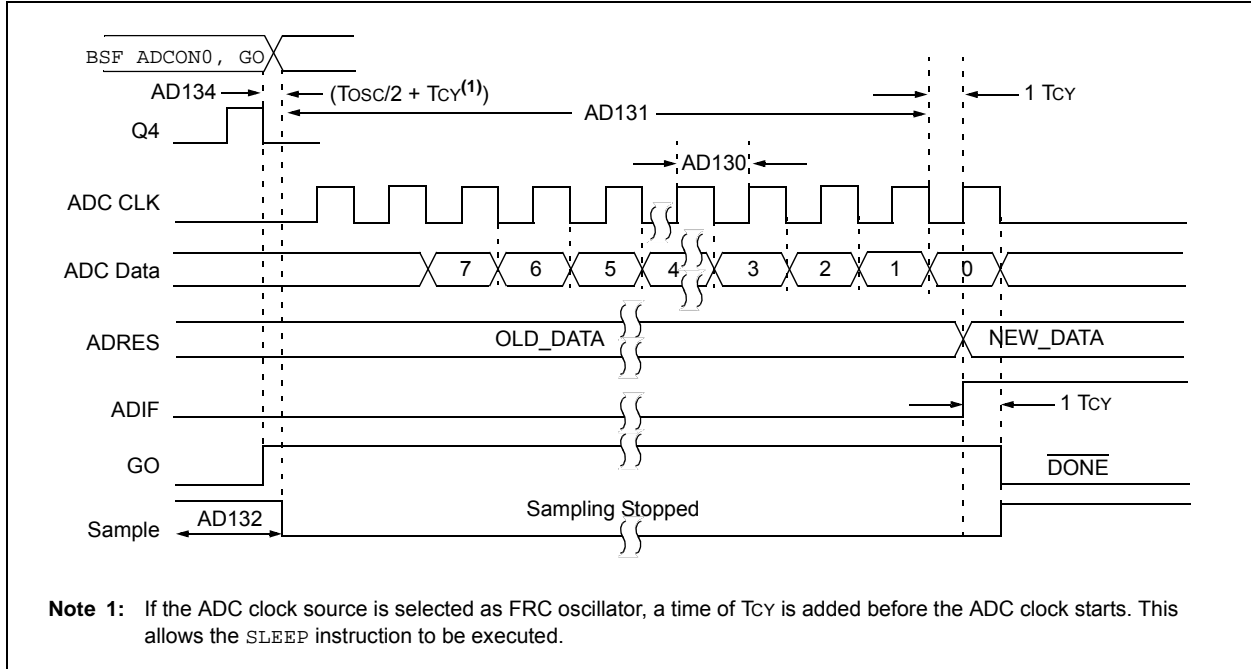 BSF ADCON0, GO
AD134
(TOSC/2 + TCY(1))
1 TCY
AD131
Q4
AD130
ADC CLK
ADC Data
7 6 5 4 3 2 1 0
ADRES
OLD_DATA
NEW_DATA
ADIF
1 TCY
GO
DONE
Sample
AD132
Sampling Stopped
Note 1: If the ADC clock source is selected as FRC oscillator, a time of TCY is added before the ADC clock starts. This
allows the SLEEP instruction to be executed.